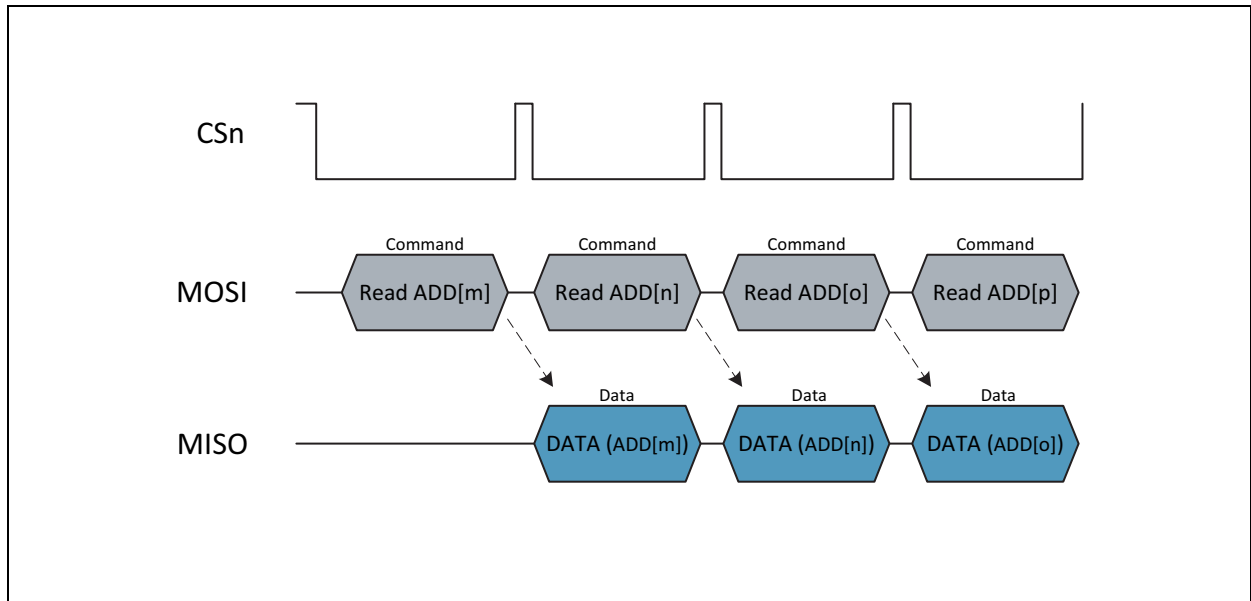 CSn
Command Command Command Command
MOSI Read ADD[m] Read ADD[n] Read ADD[o] Read ADD[p]
Data Data Data
MISO DATA (ADD[m]) DATA (ADD[n]) DATA (ADD[o])